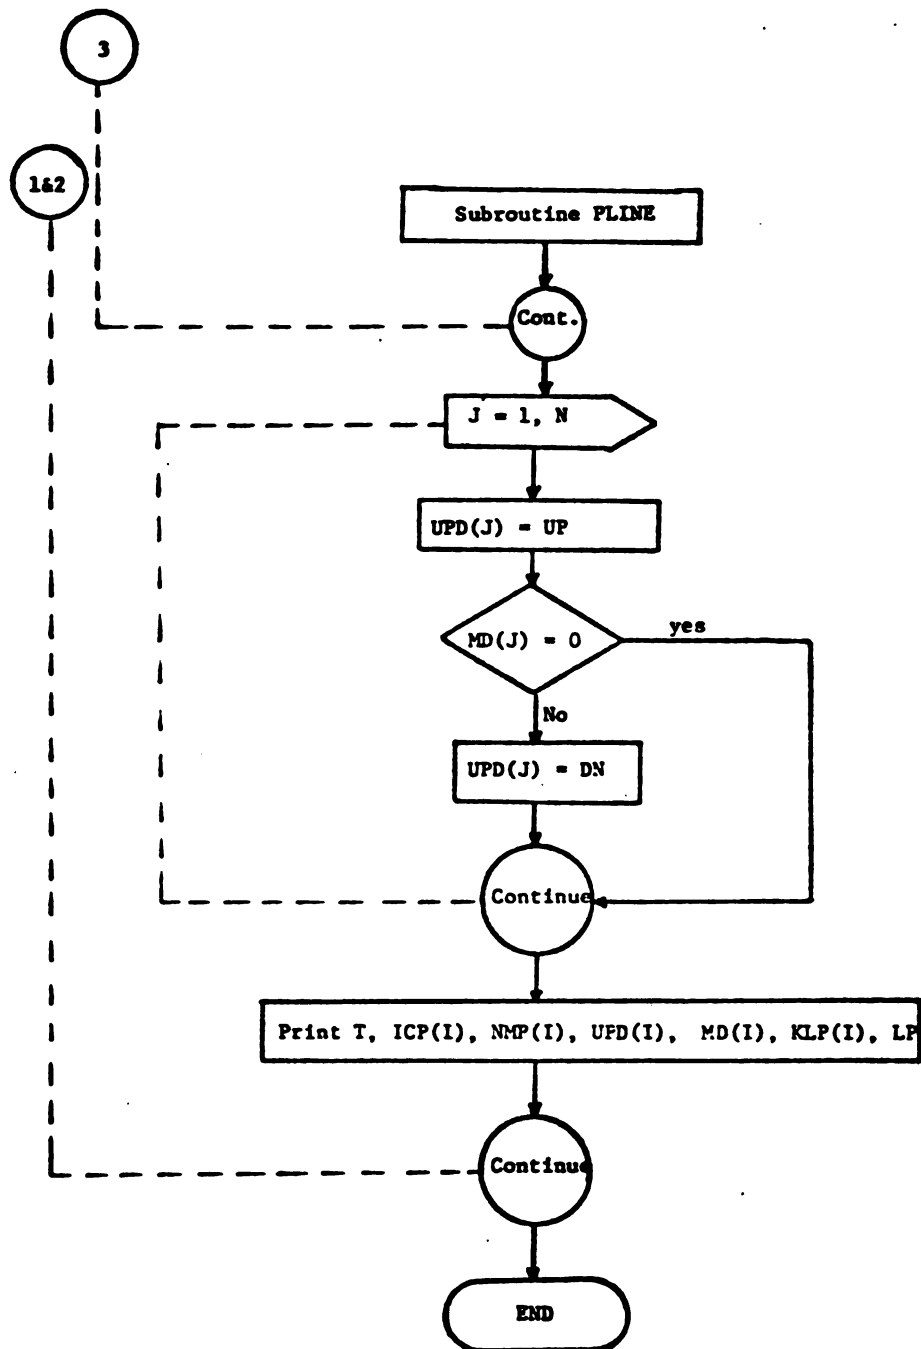 3
1&2
Subroutine PLINE
Cont.
J = 1, N
UPD(J) = UP
MD(J) = 0
yes
No
UPD(J) = DN
Continue
Print T, ICP(I), NMP(I), UPD(I), MD(I), KLP(I), LP
Continue
END